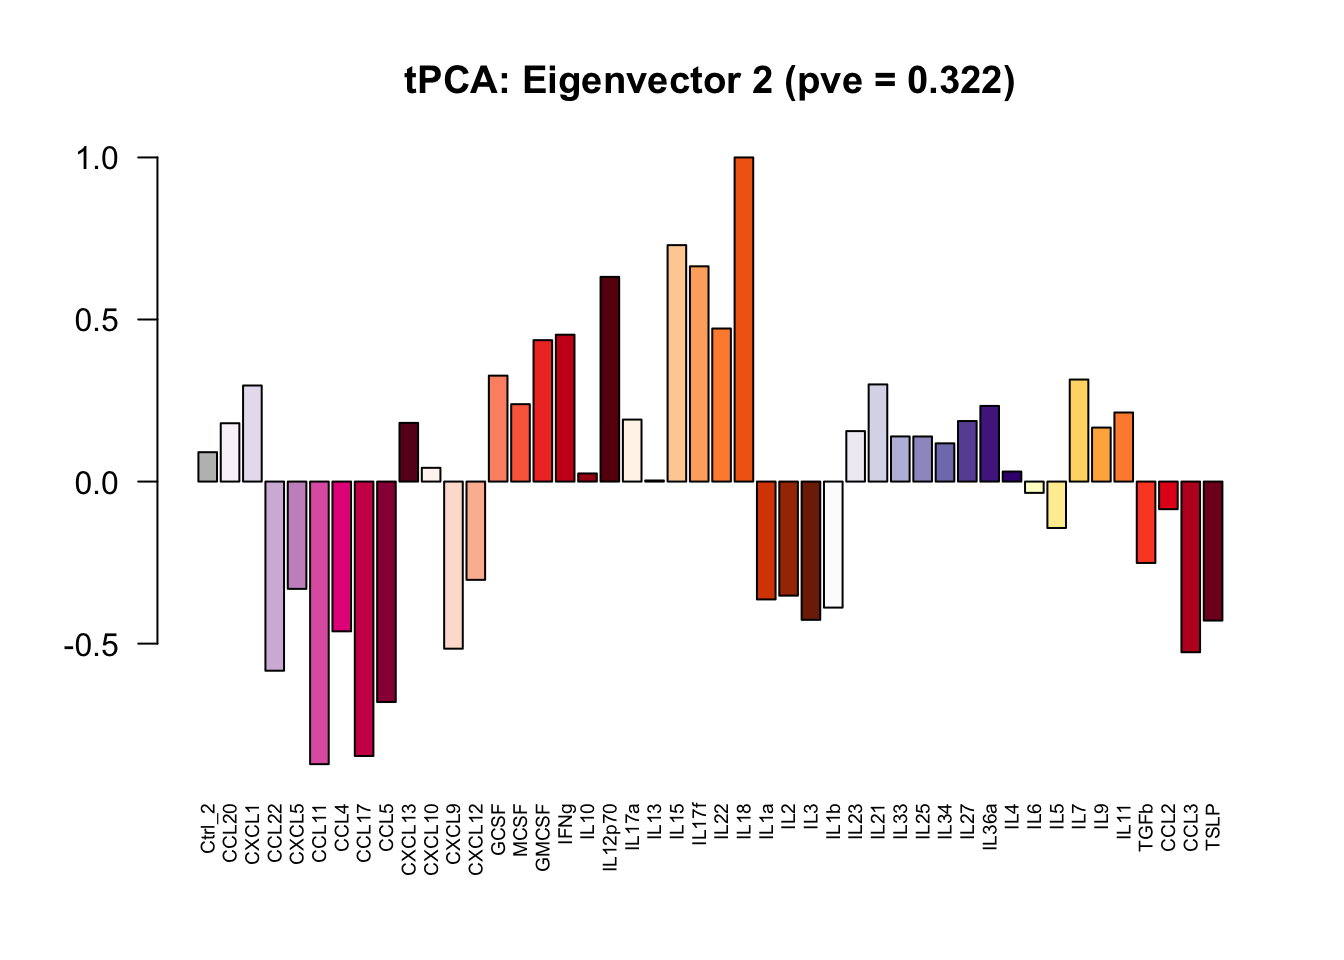 tPCA: Eigenvector 2 (pve = 0.322)
1.0
0.5
0.0
-0.5
Ctrl_2
CCL20
CXCL1
CCL22
CXCL5
CCL11
CCL4
CCL17
CCL5
CXCL13
CXCL10
CXCL9
CXCL12
GCSF
MCSF
GMCSF
IFNg
IL10
IL12p70
IL17a
IL13
IL15
IL17f
IL22
IL18
IL1a
IL2
IL3
IL1b
IL23
IL21
IL33
IL25
IL34
IL27
IL36a
IL4
IL6
IL5
IL7
IL9
IL11
TGFb
CCL2
CCL3
TSLP